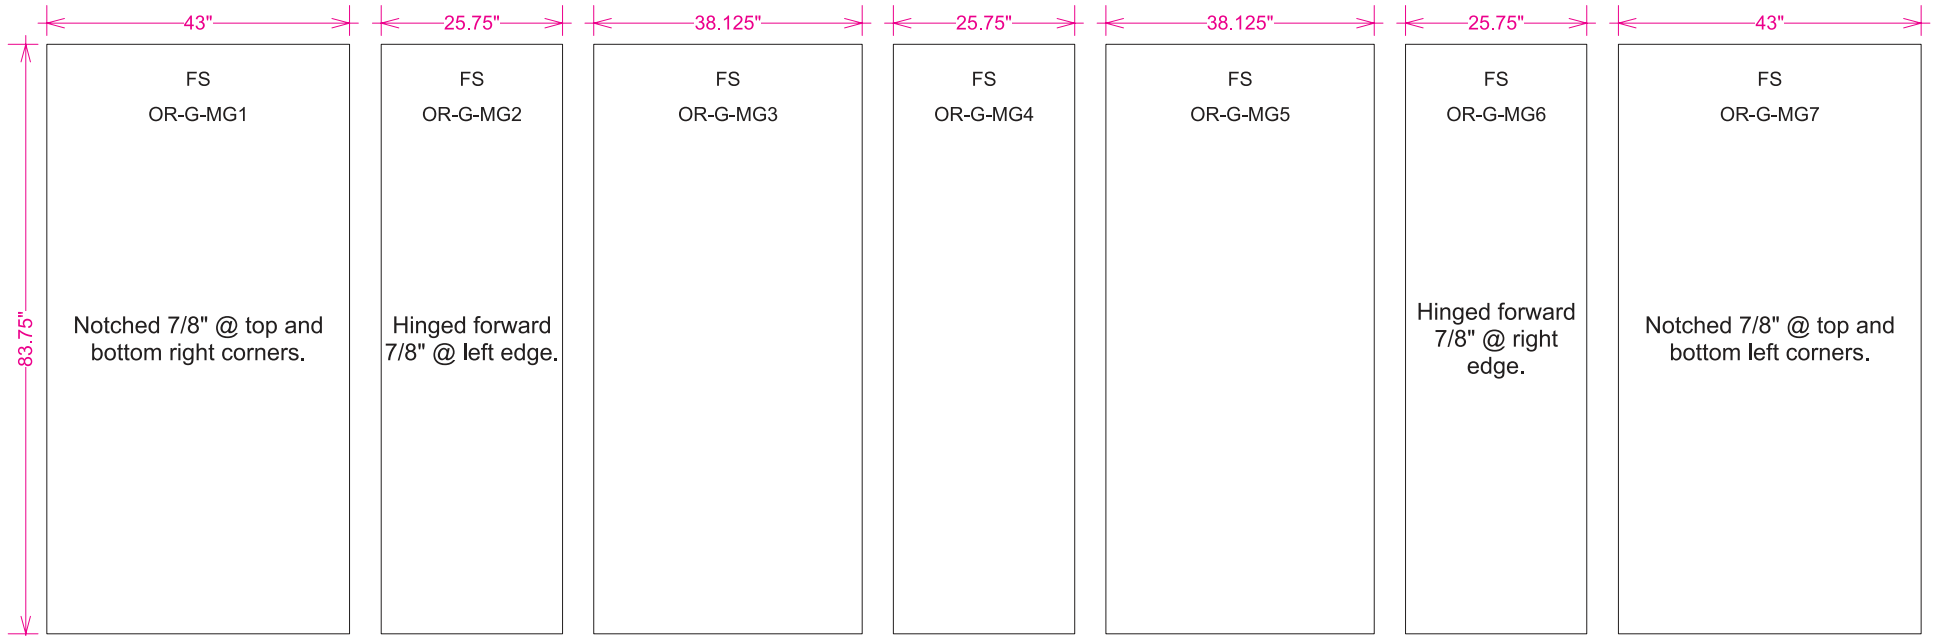 43" 25.75" 38.125" 25.75" 38.125" 25.75" 43"
83.75"
FS
OR-G-MG1
Notched 7/8" @ top and
bottom right corners.
FS
OR-G-MG2
Hinged forward
7/8" @ left edge.
FS
OR-G-MG3
FS
OR-G-MG4
FS
OR-G-MG5
FS
OR-G-MG6
Hinged forward
7/8" @ right
edge.
FS
OR-G-MG7
Notched 7/8" @ top and
bottom left corners.